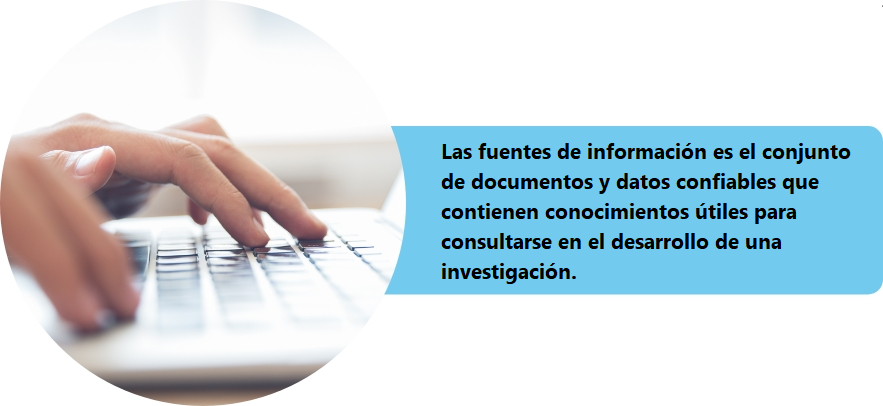 Las fuentes de información es el conjunto
de documentos y datos confiables que
contienen conocimientos útiles para
consultarse en el desarrollo de una
investigación.